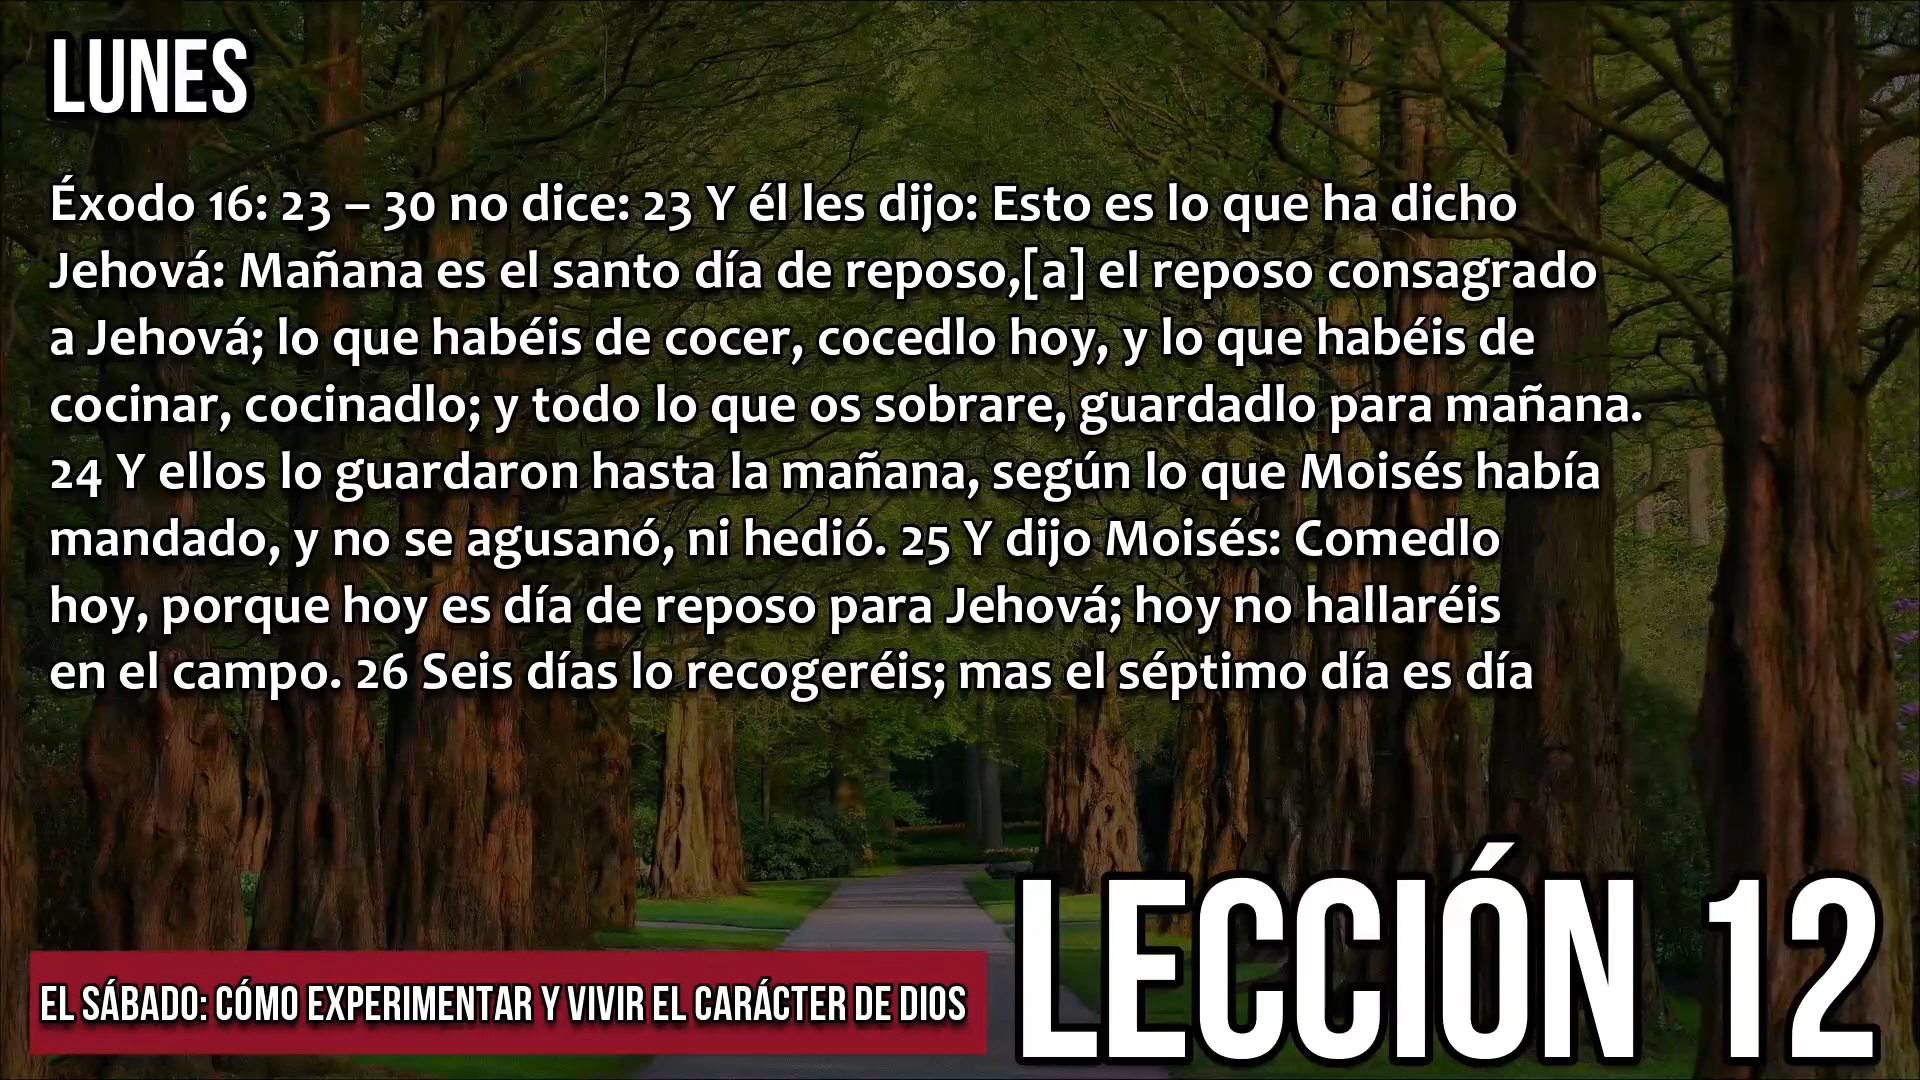 LUNES
Éxodo 16: 23 – 30 no dice: 23 Y él les dijo: Esto es lo que ha dicho
Jehová: Mañana es el santo día de reposo,[a] el reposo consagrado
a Jehová; lo que habéis de cocer, cocedlo hoy, y lo que habéis de
cocinar, cocinadlo; y todo lo que os sobrare, guardadlo para mañana.
24 Y ellos lo guardaron hasta la mañana, según lo que Moisés había
mandado, y no se agusanó, ni hedió. 25 Y dijo Moisés: Comedlo
hoy, porque hoy es día de reposo para Jehová; hoy no hallaréis
en el campo. 26 Seis días lo recogeréis; mas el séptimo día es día
EL SÁBADO: CÓMO EXPERIMENTAR Y VIVIR EL CARÁCTER DE DIOS
LECCIÓN 12